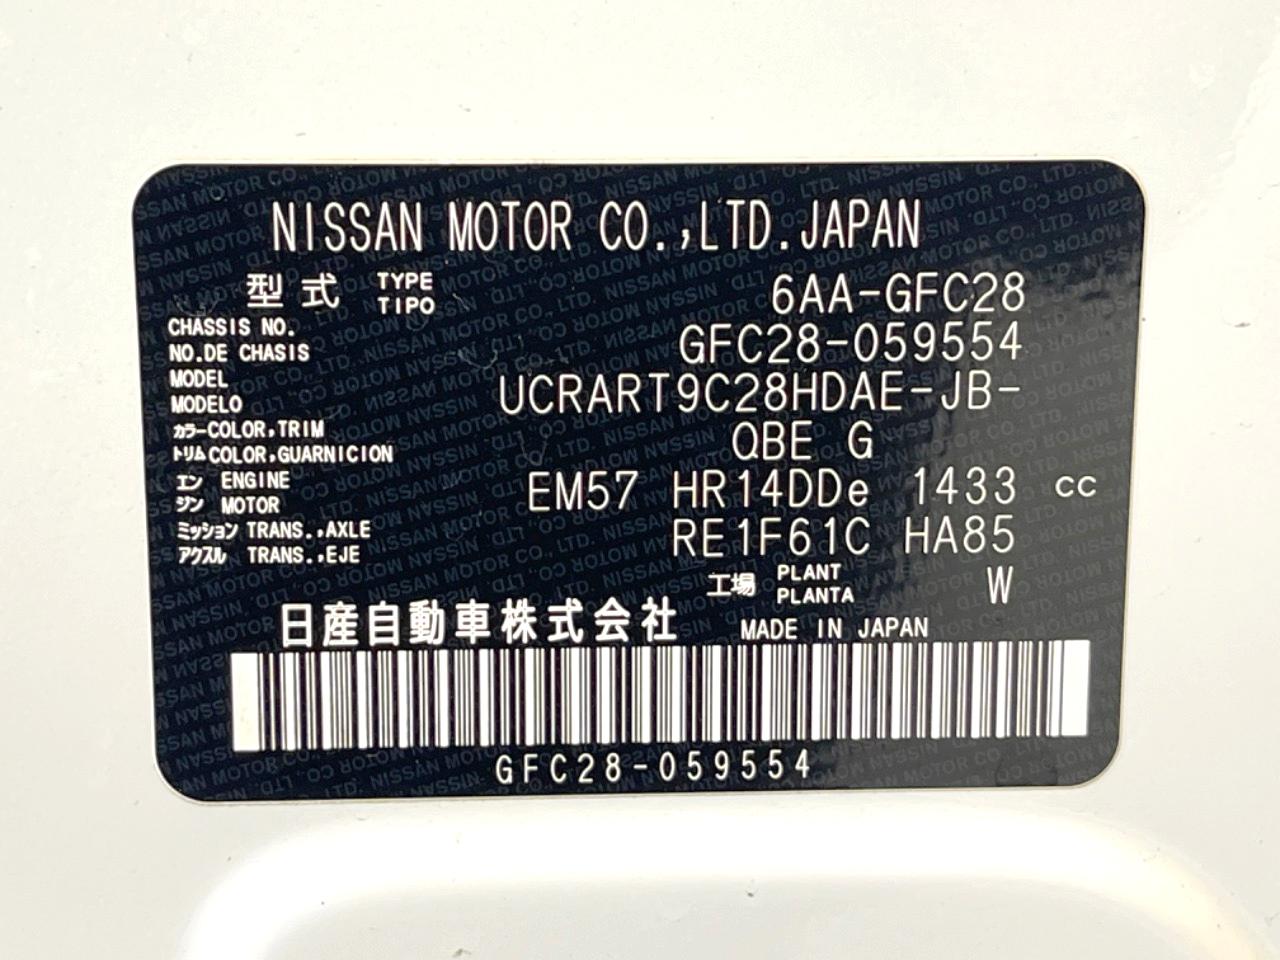 NISSAN MOTOR CO.,LTD.JAPAN
型式 TYPE TIPO 6AA-GFC28
CHASSIS NO. NO.DE CHASIS GFC28-059554
MODEL MODELO UCRART9C28HDAE-JB-
カラー COLOR,TRIM トリム COLOR,GUARNICION QBE G
エン ENGINE ジン MOTOR EM57 HR14DDe 1433 cc
ミッション TRANS.,AXLE アクスル TRANS.,EJE RE1F61C HA85
工場 PLANT PLANTA W
日産自動車株式会社 MADE IN JAPAN
GFC28-059554